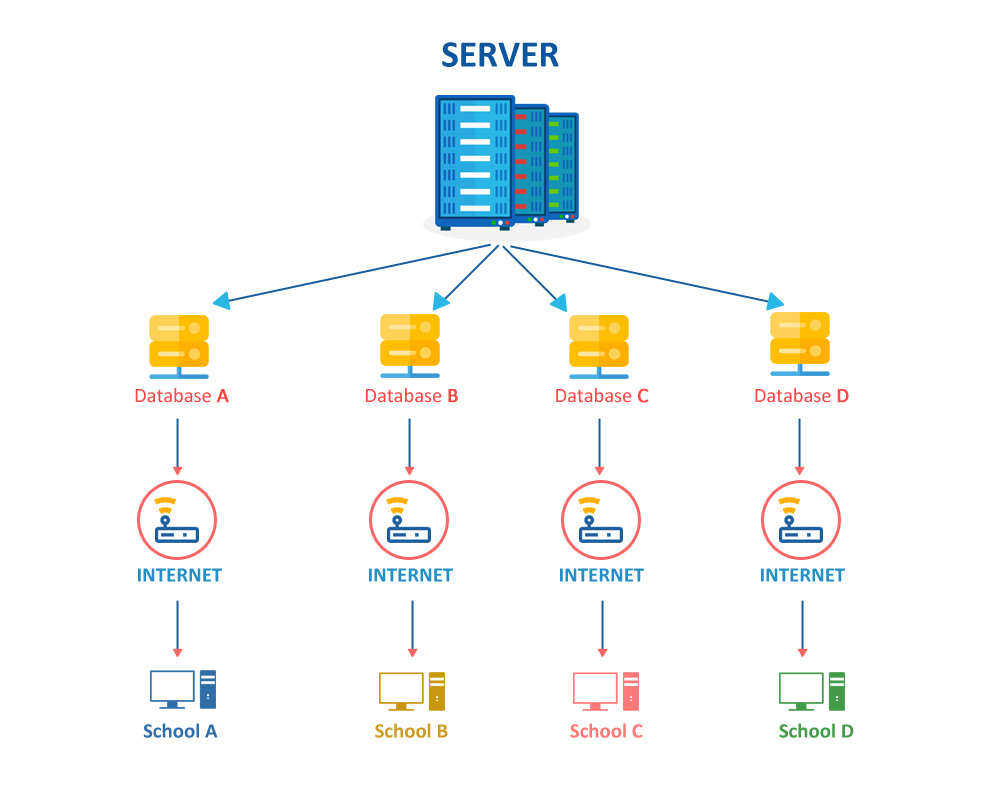 SERVER
Database A
Database B
Database C
Database D
INTERNET
INTERNET
INTERNET
INTERNET
School A
School B
School C
School D